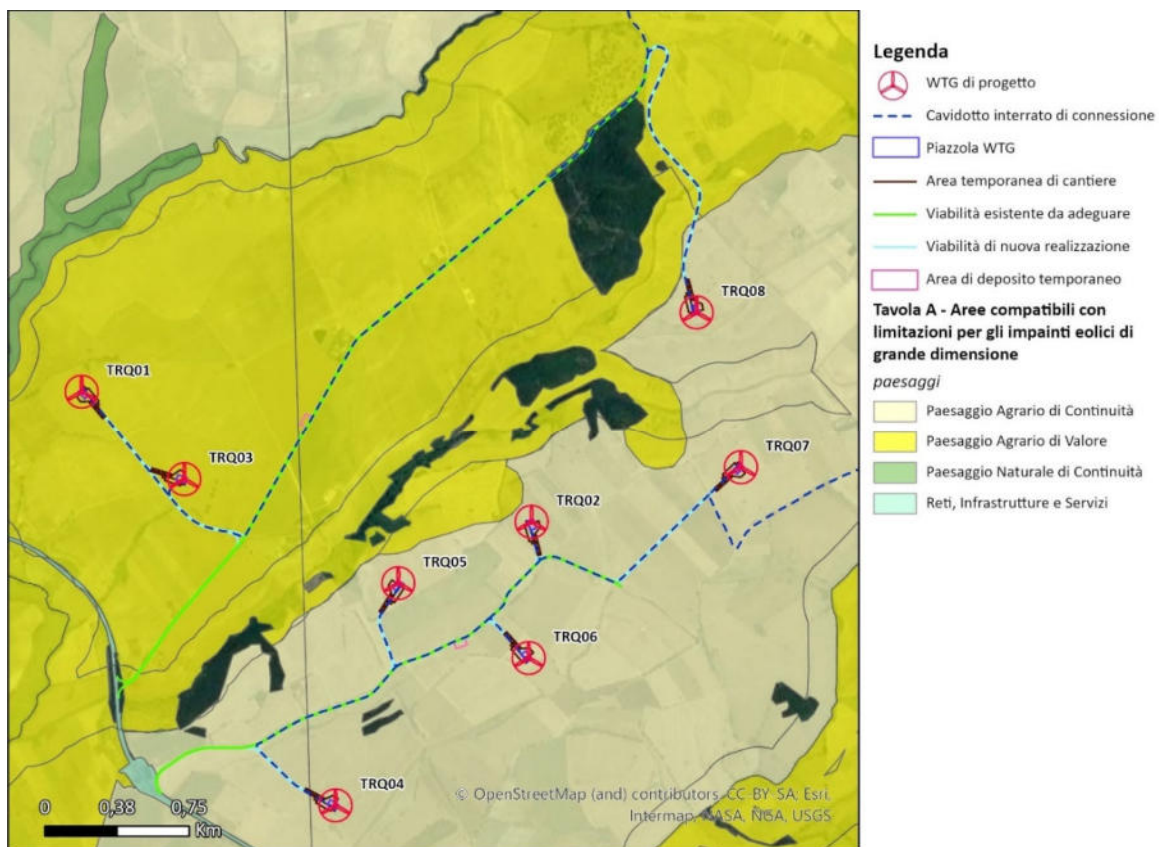 TRQ01
TRQ03
TRQ08
TRQ07
TRQ02
TRQ05
TRQ06
TRQ04
0 0,38 0,75
Km
© OpenStreetMap (and) contributors, CC-BY-SA, Esri,
Intermap, NASA, NGA, USGS
Legenda
WTG di progetto
Cavidotto interrato di connessione
Piazzola WTG
Area temporanea di cantiere
Viabilità esistente da adeguare
Viabilità di nuova realizzazione
Area di deposito temporaneo
Tavola A - Aree compatibili con
limitazioni per gli impainti eolici di
grande dimensione
paesaggi
Paesaggio Agrario di Continuità
Paesaggio Agrario di Valore
Paesaggio Naturale di Continuità
Reti, Infrastrutture e Servizi